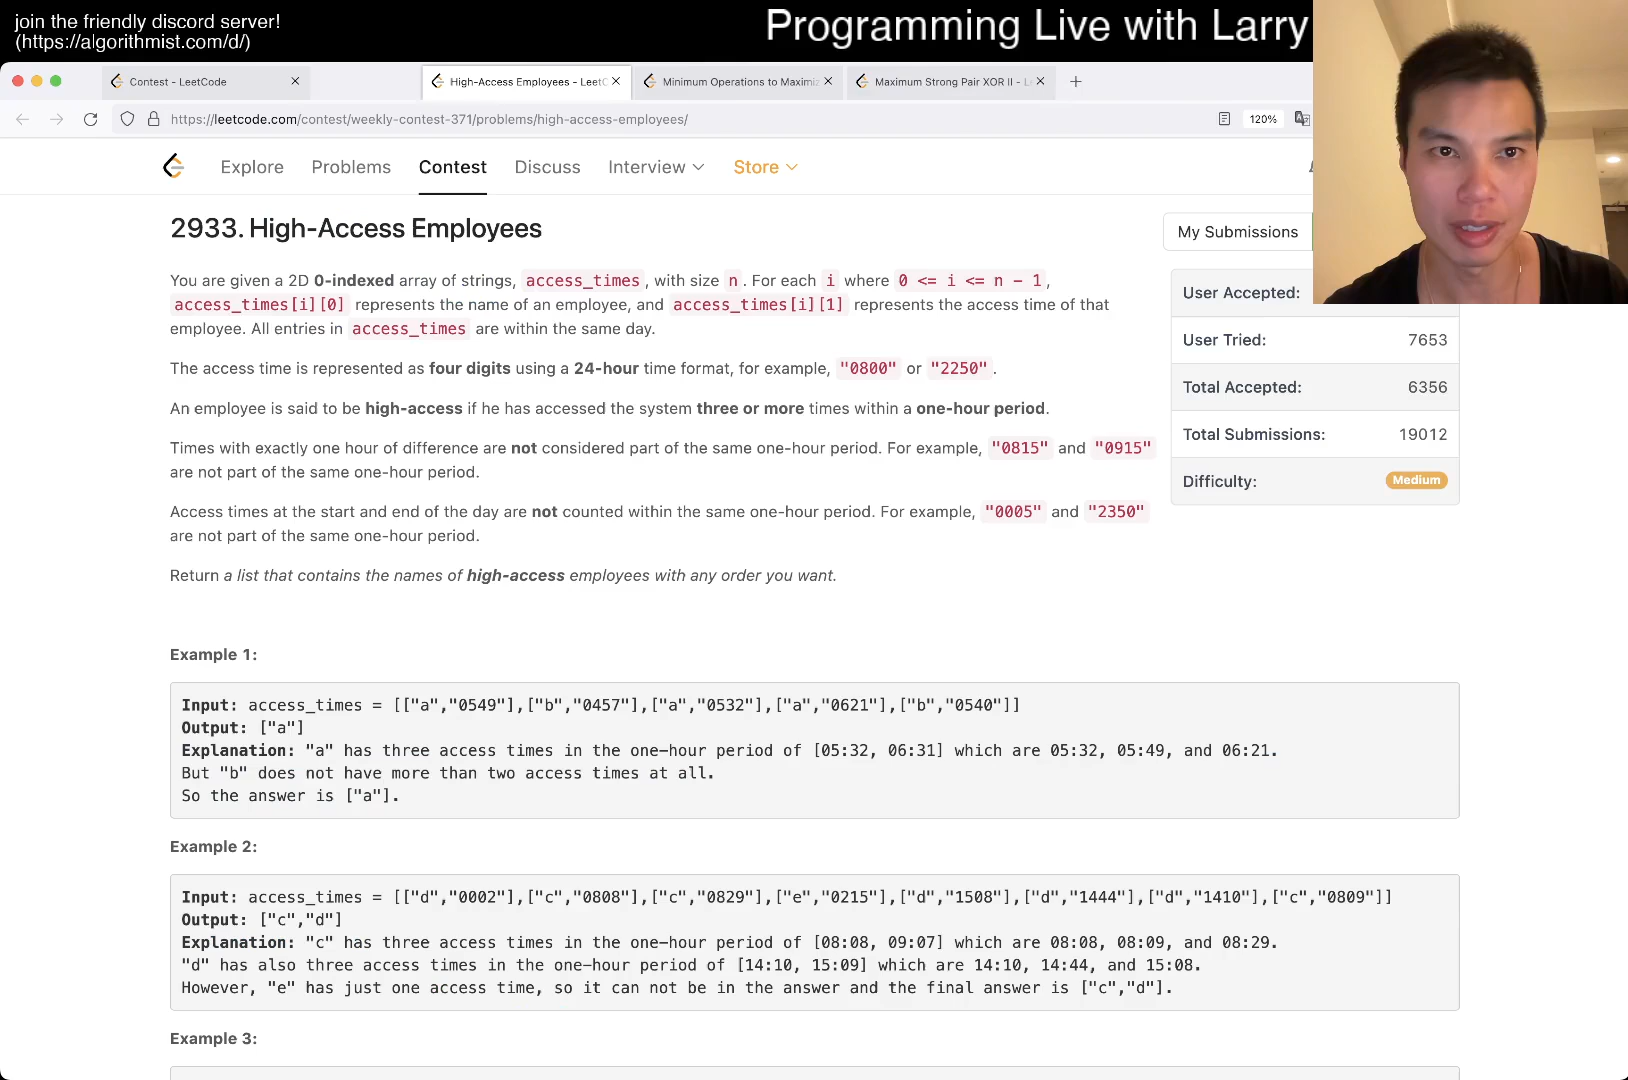 join the friendly discord server!
(https://algorithmist.com/d/)
Programming Live with Larry
Contest - LeetCode
High-Access Employees - LeetC
Minimum Operations to Maximiz
Maximum Strong Pair XOR II - L
https://leetcode.com/contest/weekly-contest-371/problems/high-access-employees/
120%
Explore Problems Contest Discuss Interview Store
2933. High-Access Employees
My Submissions
You are given a 2D 0-indexed array of strings, access_times, with size n. For each i where 0 <= i <= n - 1,
access_times[i][0] represents the name of an employee, and access_times[i][1] represents the access time of that
employee. All entries in access_times are within the same day.
The access time is represented as four digits using a 24-hour time format, for example, "0800" or "2250".
An employee is said to be high-access if he has accessed the system three or more times within a one-hour period.
Times with exactly one hour of difference are not considered part of the same one-hour period. For example, "0815" and "0915"
are not part of the same one-hour period.
Access times at the start and end of the day are not counted within the same one-hour period. For example, "0005" and "2350"
are not part of the same one-hour period.
Return a list that contains the names of high-access employees with any order you want.
User Accepted:
User Tried: 7653
Total Accepted: 6356
Total Submissions: 19012
Difficulty: Medium
Example 1:
Input: access_times = [["a","0549"],["b","0457"],["a","0532"],["a","0621"],["b","0540"]]
Output: ["a"]
Explanation: "a" has three access times in the one-hour period of [05:32, 06:31] which are 05:32, 05:49, and 06:21.
But "b" does not have more than two access times at all.
So the answer is ["a"].
Example 2:
Input: access_times = [["d","0002"],["c","0808"],["c","0829"],["e","0215"],["d","1508"],["d","1444"],["d","1410"],["c","0809"]]
Output: ["c","d"]
Explanation: "c" has three access times in the one-hour period of [08:08, 09:07] which are 08:08, 08:09, and 08:29.
"d" has also three access times in the one-hour period of [14:10, 15:09] which are 14:10, 14:44, and 15:08.
However, "e" has just one access time, so it can not be in the answer and the final answer is ["c","d"].
Example 3: